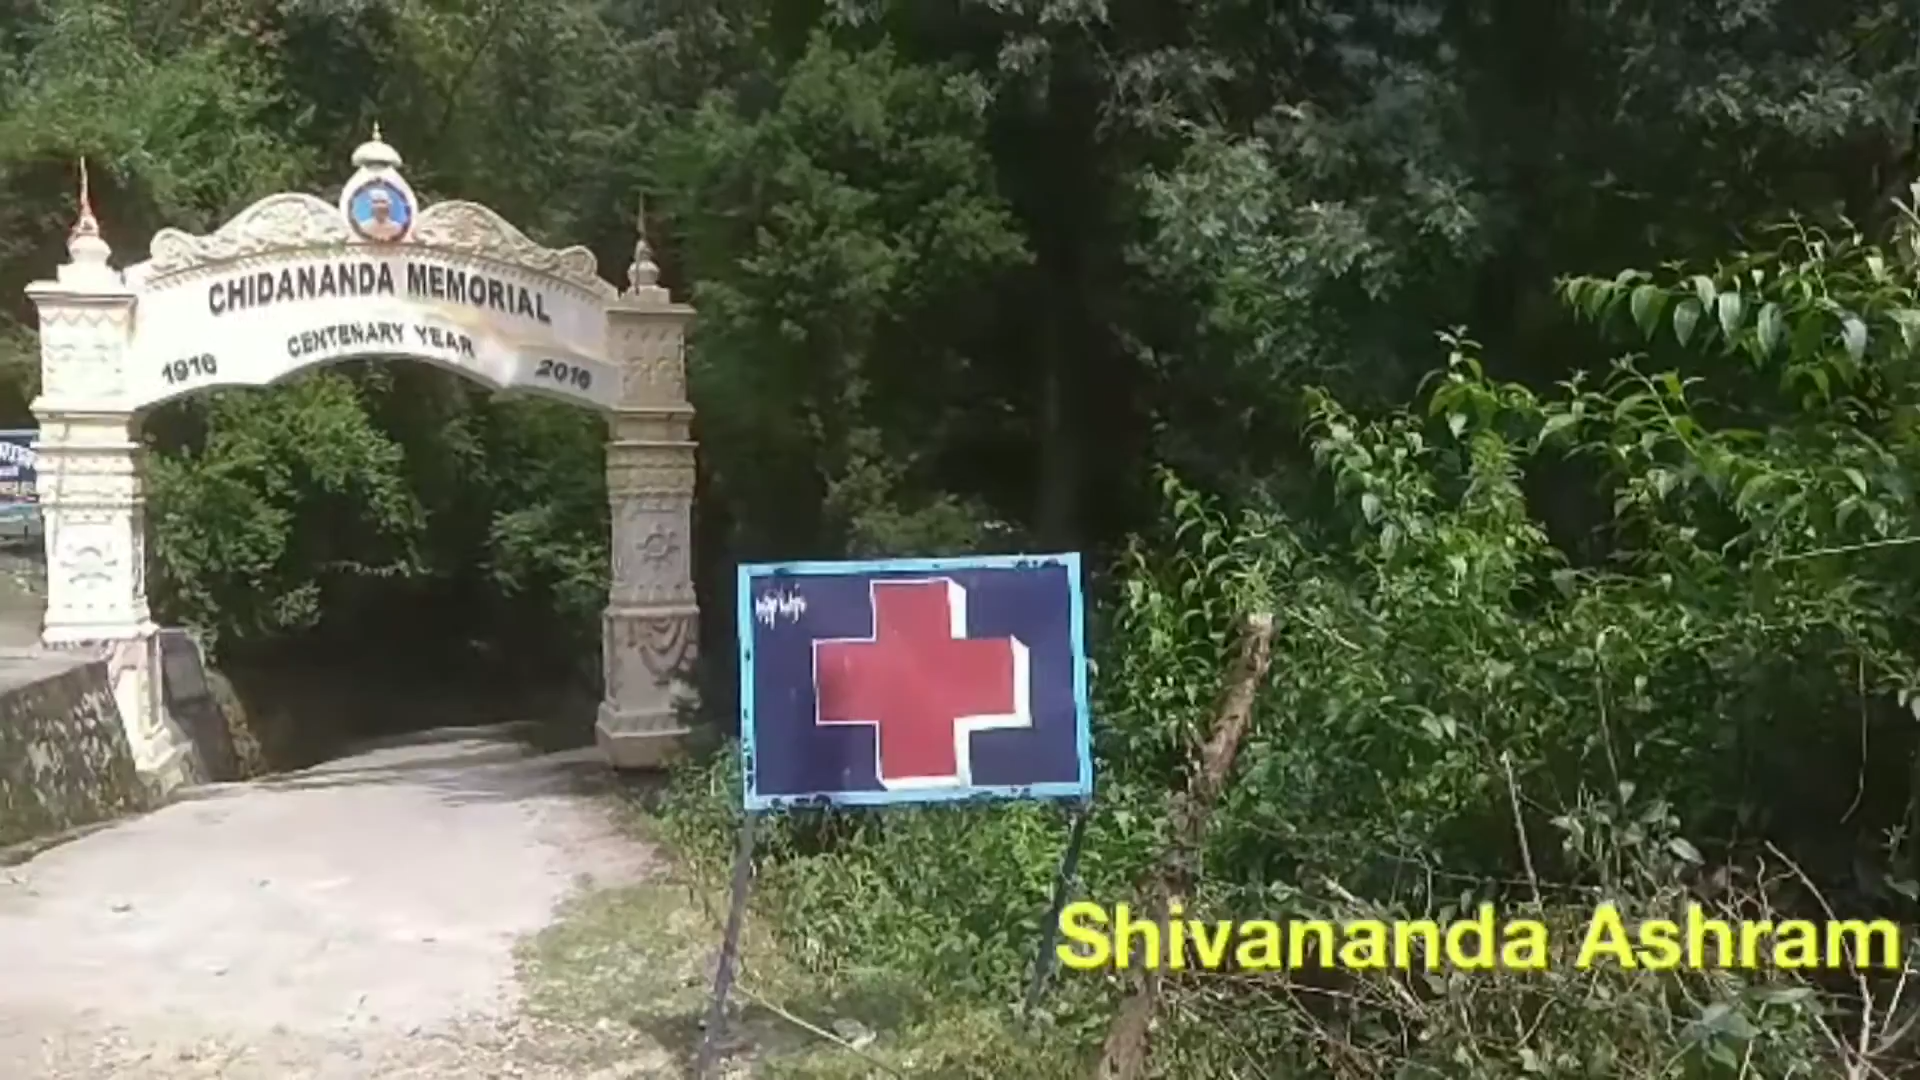 CHIDANANDA MEMORIAL
CENTENARY YEAR
1916 2016
Shivananda Ashram